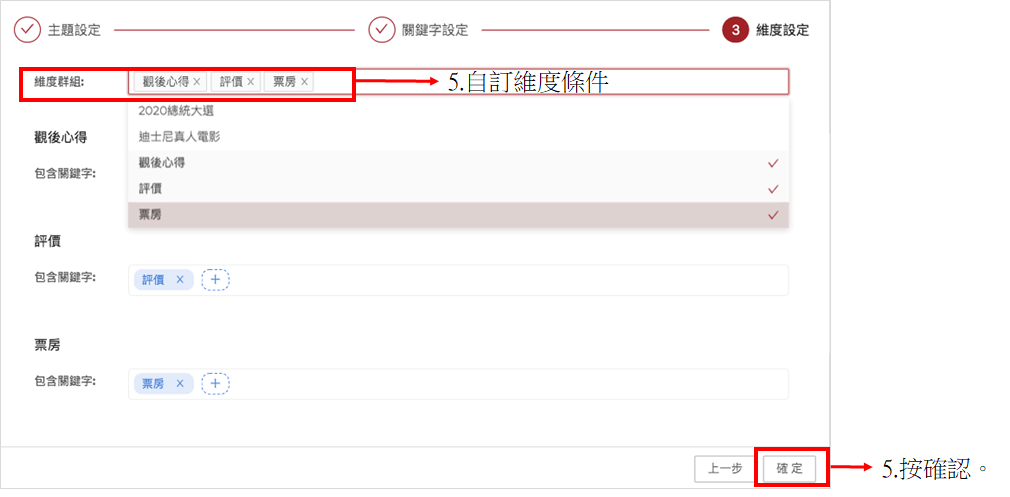 主題設定 關鍵字設定 3 維度設定
維度群組: 觀後心得 × 評價 × 票房 × 5.自訂維度條件
2020總統大選
迪士尼真人電影
觀後心得
觀後心得
包含關鍵字:
評價
票房
評價
包含關鍵字: 評價 × +
票房
包含關鍵字: 票房 × +
上一步 確定 5.按確認。